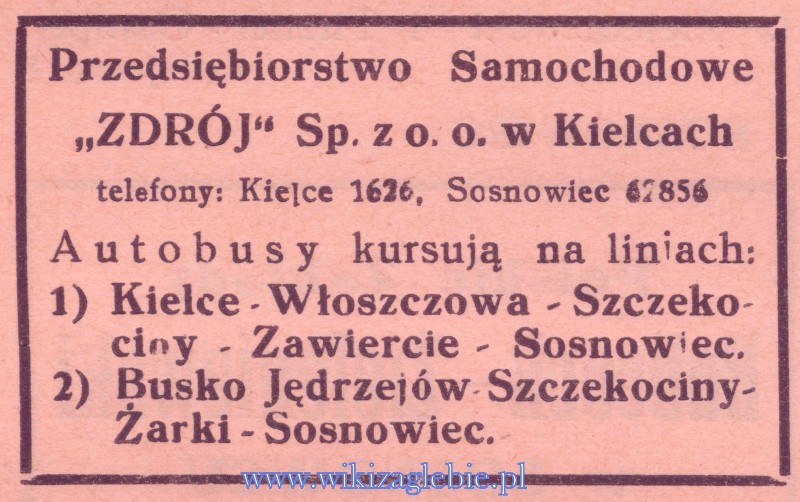 Przedsiębiorstwo Samochodowe
„ZDRÓJ“ Sp. z o. o. w Kielcach
telefony: Kielce 1626, Sosnowiec 62856
Autobusy kursują na liniach:
1) Kielce - Włoszczowa - Szczeko-
ciny - Zawiercie - Sosnowiec.
2) Busko Jędrzejów - Szczekociny-
Żarki - Sosnowiec.
www.wikizaglebie.pl